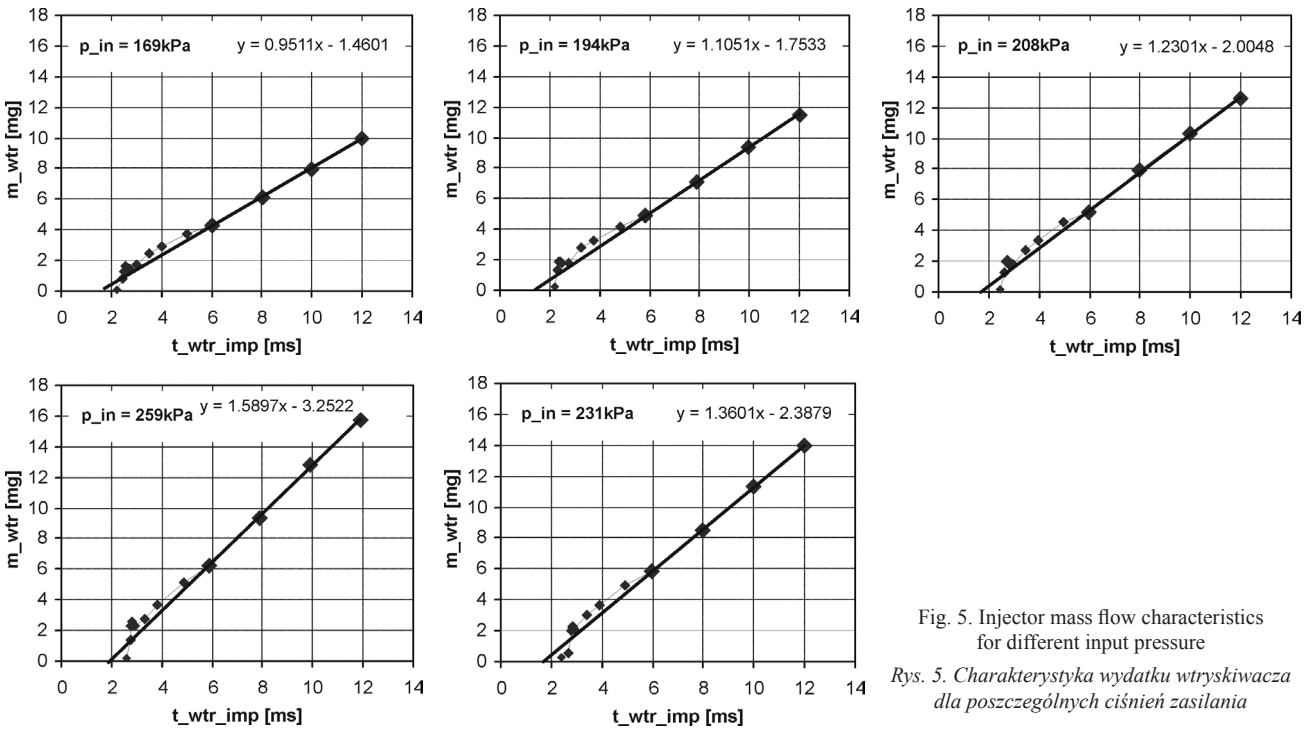 p_in = 169kPa y = 0.9511x - 1.4601
18
16
14
12
10
8
6
4
2
0
m_wtr [mg]
0 2 4 6 8 10 12 14
t_wtr_imp [ms]
p_in = 194kPa y = 1.1051x - 1.7533
18
16
14
12
10
8
6
4
2
0
m_wtr [mg]
0 2 4 6 8 10 12 14
t_wtr_imp [ms]
p_in = 208kPa y = 1.2301x - 2.0048
18
16
14
12
10
8
6
4
2
0
m_wtr [mg]
0 2 4 6 8 10 12 14
t_wtr_imp [ms]
p_in = 259kPa y = 1.5897x - 3.2522
18
16
14
12
10
8
6
4
2
0
m_wtr [mg]
0 2 4 6 8 10 12 14
t_wtr_imp [ms]
p_in = 231kPa y = 1.3601x - 2.3879
18
16
14
12
10
8
6
4
2
0
m_wtr [mg]
0 2 4 6 8 10 12 14
t_wtr_imp [ms]
Fig. 5. Injector mass flow characteristics
for different input pressure
Rys. 5. Charakterystyka wydatku wtryskiwacza
dla poszczególnych ciśnień zasilania